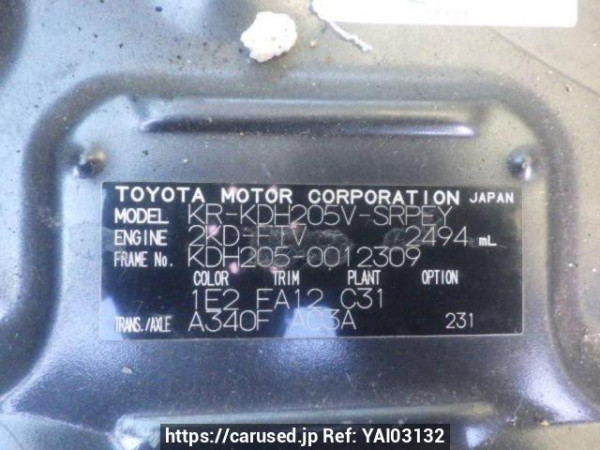 TOYOTA MOTOR CORPORATION JAPAN
MODEL KR-KDH205V-SRPEY
ENGINE 2KD-FTV 2494 mL
FRAME No. KDH205-0012309
COLOR TRIM PLANT OPTION
1E2 FA12 C31
TRANS./AXLE A340F A03A 231
https://carused.jp Ref: YAI03132